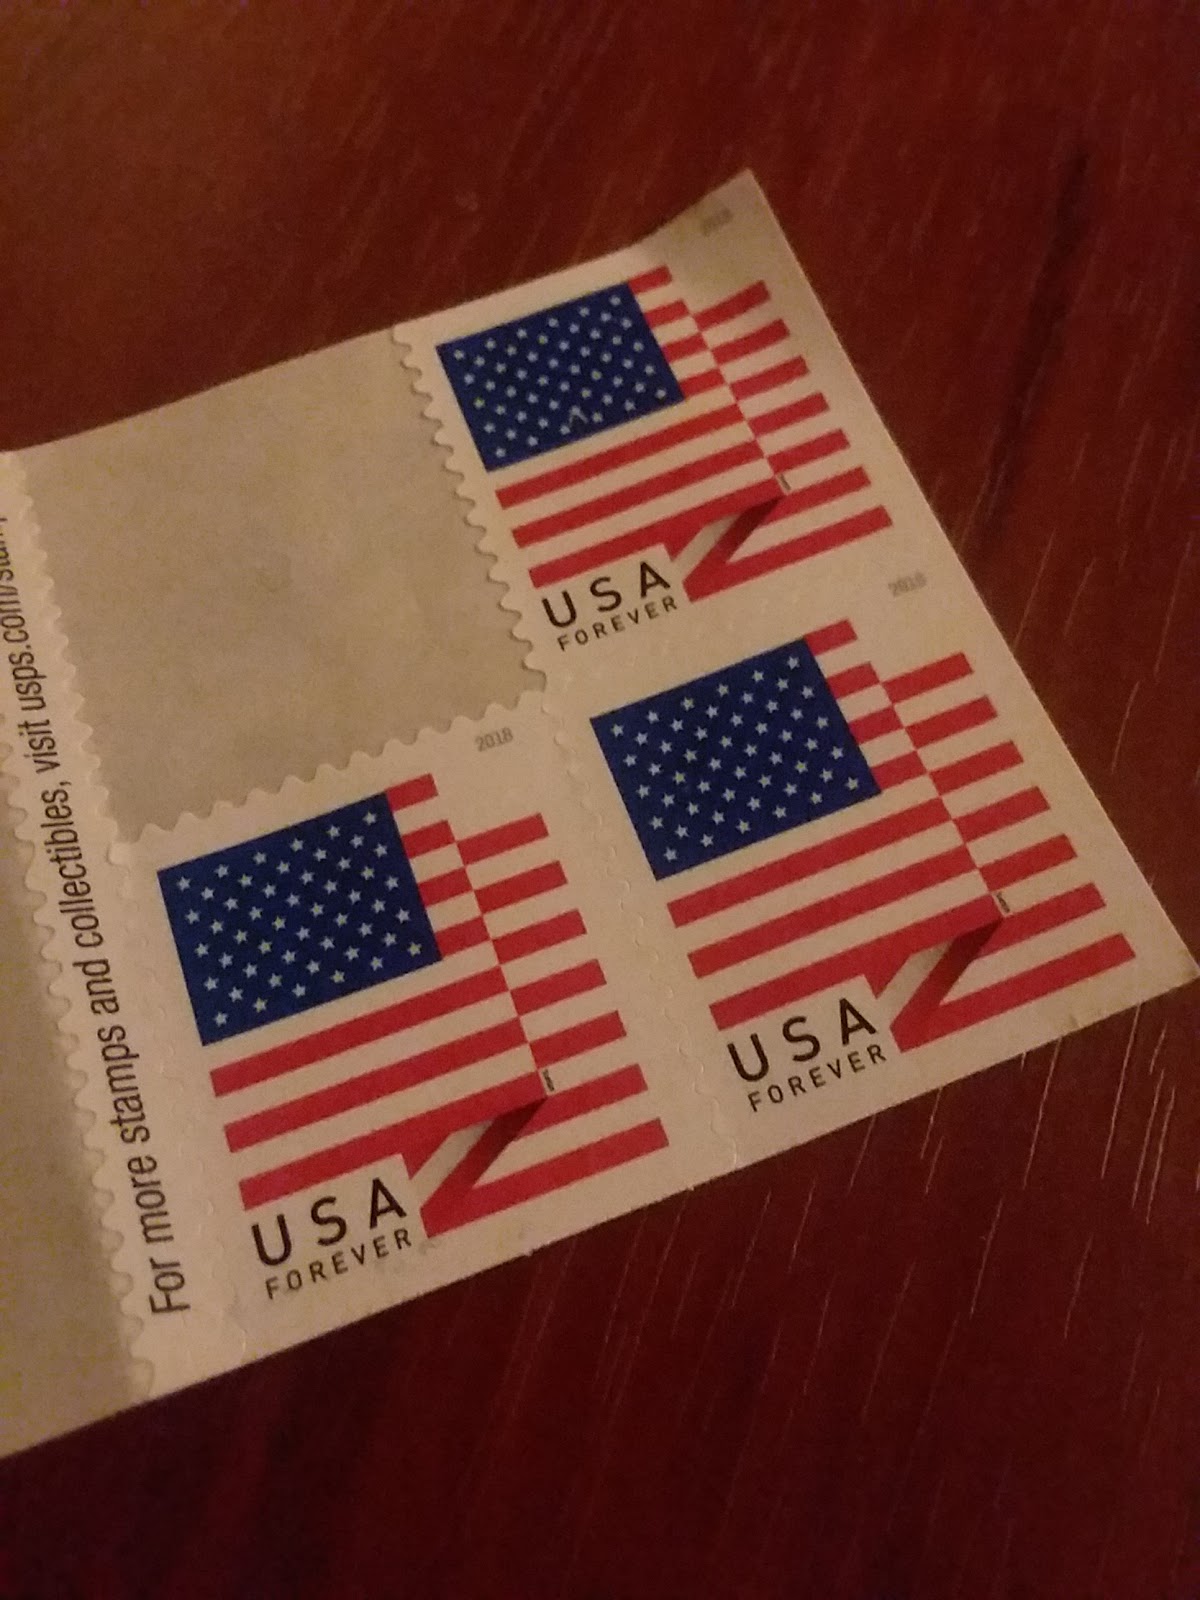 2018
USA
FOREVER
2018
USA
FOREVER
2018
USA
FOREVER
For more stamps and collectibles, visit usps.com/